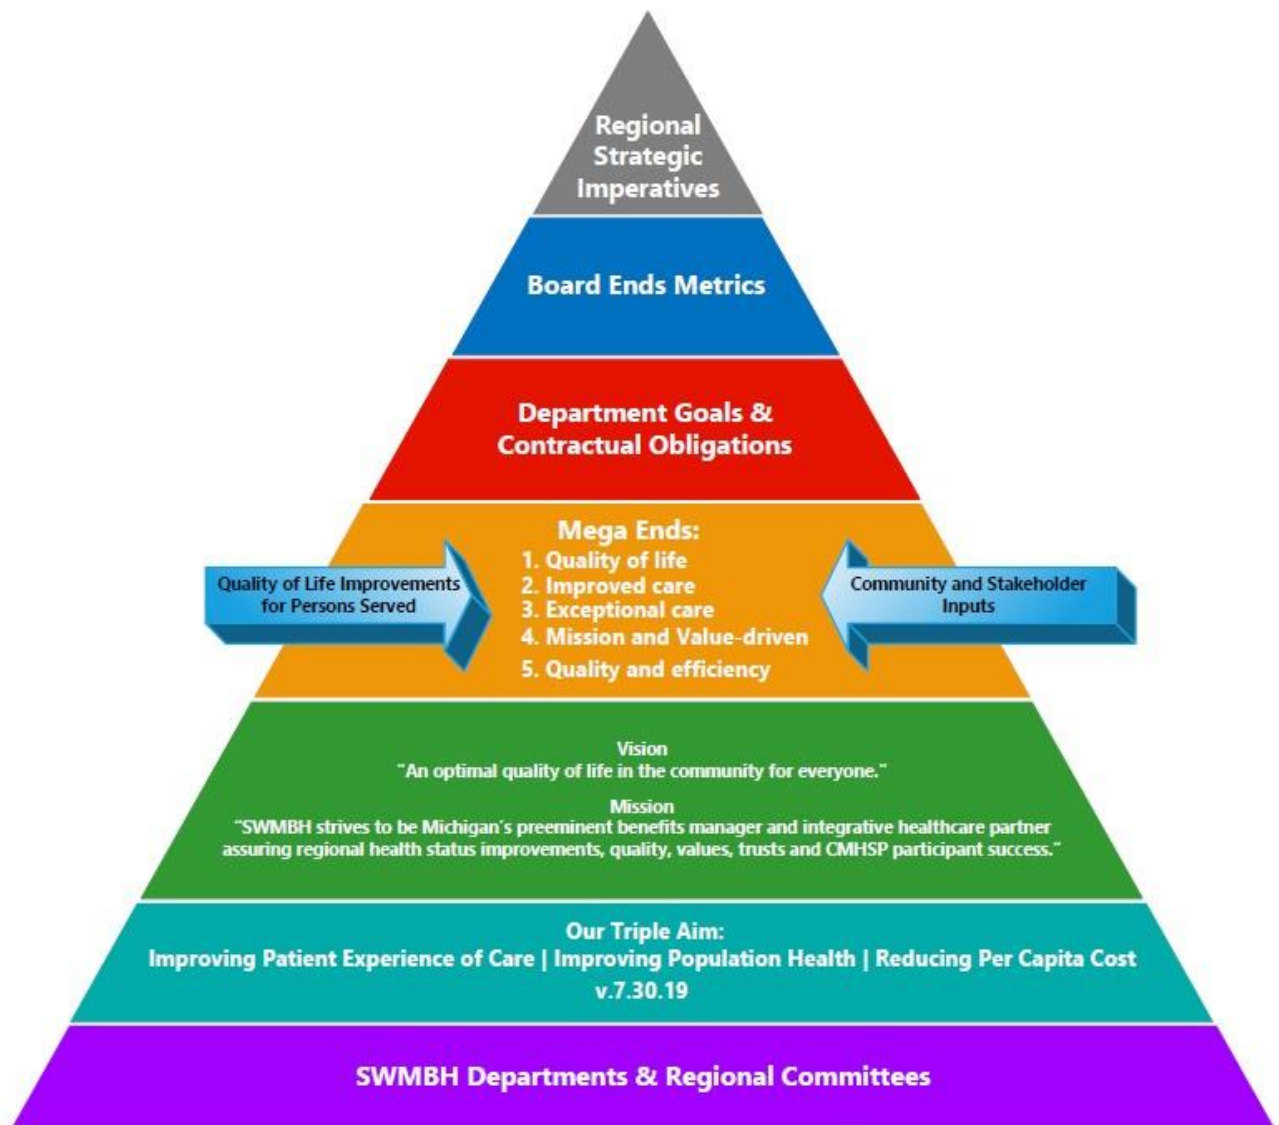 Regional
Strategic
Imperatives
Board Ends Metrics
Department Goals &
Contractual Obligations
Mega Ends:
1. Quality of life
2. Improved care
3. Exceptional care
4. Mission and Value-driven
5. Quality and efficiency
Quality of Life Improvements
for Persons Served
Community and Stakeholder
Inputs
Vision
"An optimal quality of life in the community for everyone."
Mission
"SWMBH strives to be Michigan's preeminent benefits manager and integrative healthcare partner
assuring regional health status improvements, quality, values, trusts and CMHSP participant success."
Our Triple Aim:
Improving Patient Experience of Care | Improving Population Health | Reducing Per Capita Cost
v.7.30.19
SWMBH Departments & Regional Committees